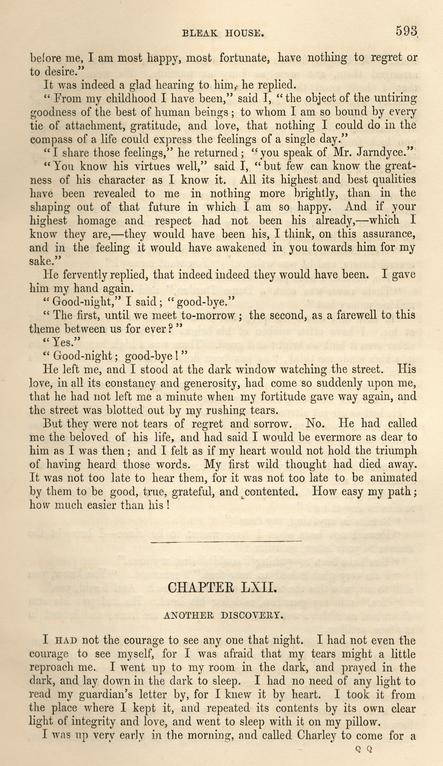 BLEAK HOUSE. 593
before me, I am most happy, most fortunate, have nothing to regret or
to desire.”
It was indeed a glad hearing to him, he replied.
“From my childhood I have been,” said I, “the object of the untiring
goodness of the best of human beings; to whom I am so bound by every
tie of attachment, gratitude, and love, that nothing I could do in the
compass of a life could express the feelings of a single day.”
“I share those feelings,” he returned; “you speak of Mr. Jarndyce.”
“You know his virtues well,” said I, “but few can know the great-
ness of his character as I know it. All its highest and best qualities
have been revealed to me in nothing more brightly, than in the
shaping out of that future in which I am so happy. And if your
highest homage and respect had not been his already,—which I
know they are,—they would have been his, I think, on this assurance,
and in the feeling it would have awakened in you towards him for my
sake.”
He fervently replied, that indeed indeed they would have been. I gave
him my hand again.
“Good-night,” I said; “good-bye.”
“The first, until we meet to-morrow; the second, as a farewell to this
theme between us for ever?”
“Yes.”
“Good-night; good-bye!”
He left me, and I stood at the dark window watching the street. His
love, in all its constancy and generosity, had come so suddenly upon me,
that he had not left me a minute when my fortitude gave way again, and
the street was blotted out by my rushing tears.
But they were not tears of regret and sorrow. No. He had called
me the beloved of his life, and had said I would be evermore as dear to
him as I was then; and I felt as if my heart would not hold the triumph
of having heard those words. My first wild thought had died away.
It was not too late to hear them, for it was not too late to be animated
by them to be good, true, grateful, and contented. How easy my path;
how much easier than his!
CHAPTER LXII.
ANOTHER DISCOVERY.
I HAD not the courage to see any one that night. I had not even the
courage to see myself, for I was afraid that my tears might a little
reproach me. I went up to my room in the dark, and prayed in the
dark, and lay down in the dark to sleep. I had no need of any light to
read my guardian’s letter by, for I knew it by heart. I took it from
the place where I kept it, and repeated its contents by its own clear
light of integrity and love, and went to sleep with it on my pillow.
I was up very early in the morning, and called Charley to come for a
Q Q